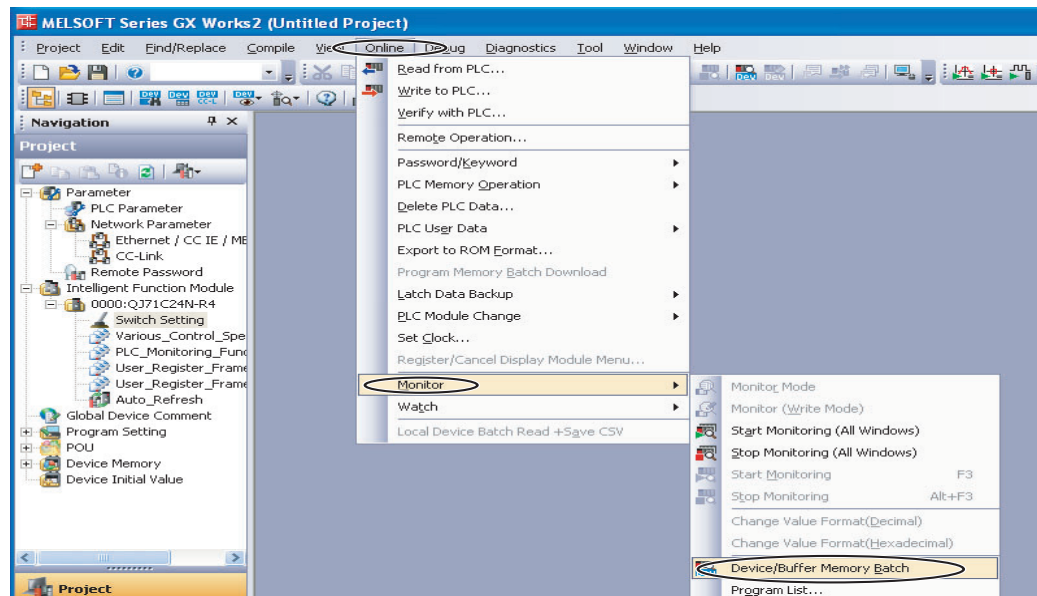 MELSOFT Series GX Works2 (Untitled Project)
Project Edit Find/Replace Compile View Online Debug Diagnostics Tool Window Help
Navigation
Project
Parameter
PLC Parameter
Network Parameter
Ethernet / CC IE / ME
CC-Link
Remote Password
Intelligent Function Module
0000:QJ71C24N-R4
Switch Setting
Various_Control_Spe
PLC_Monitoring_Func
User_Register_Frame
User_Register_Frame
Auto_Refresh
Global Device Comment
Program Setting
POU
Device Memory
Device Initial Value
Project
Read from PLC...
Write to PLC...
Verify with PLC...
Remote Operation...
Password/Keyword
PLC Memory Operation
Delete PLC Data...
PLC User Data
Export to ROM Format...
Program Memory Batch Download
Latch Data Backup
PLC Module Change
Set Clock...
Register/Cancel Display Module Menu...
Monitor
Watch
Local Device Batch Read +Save CSV
Monitor Mode
Monitor (Write Mode)
Start Monitoring (All Windows)
Stop Monitoring (All Windows)
Start Monitoring F3
Stop Monitoring Alt+F3
Change Value Format(Decimal)
Change Value Format(Hexadecimal)
Device/Buffer Memory Batch
Program List...